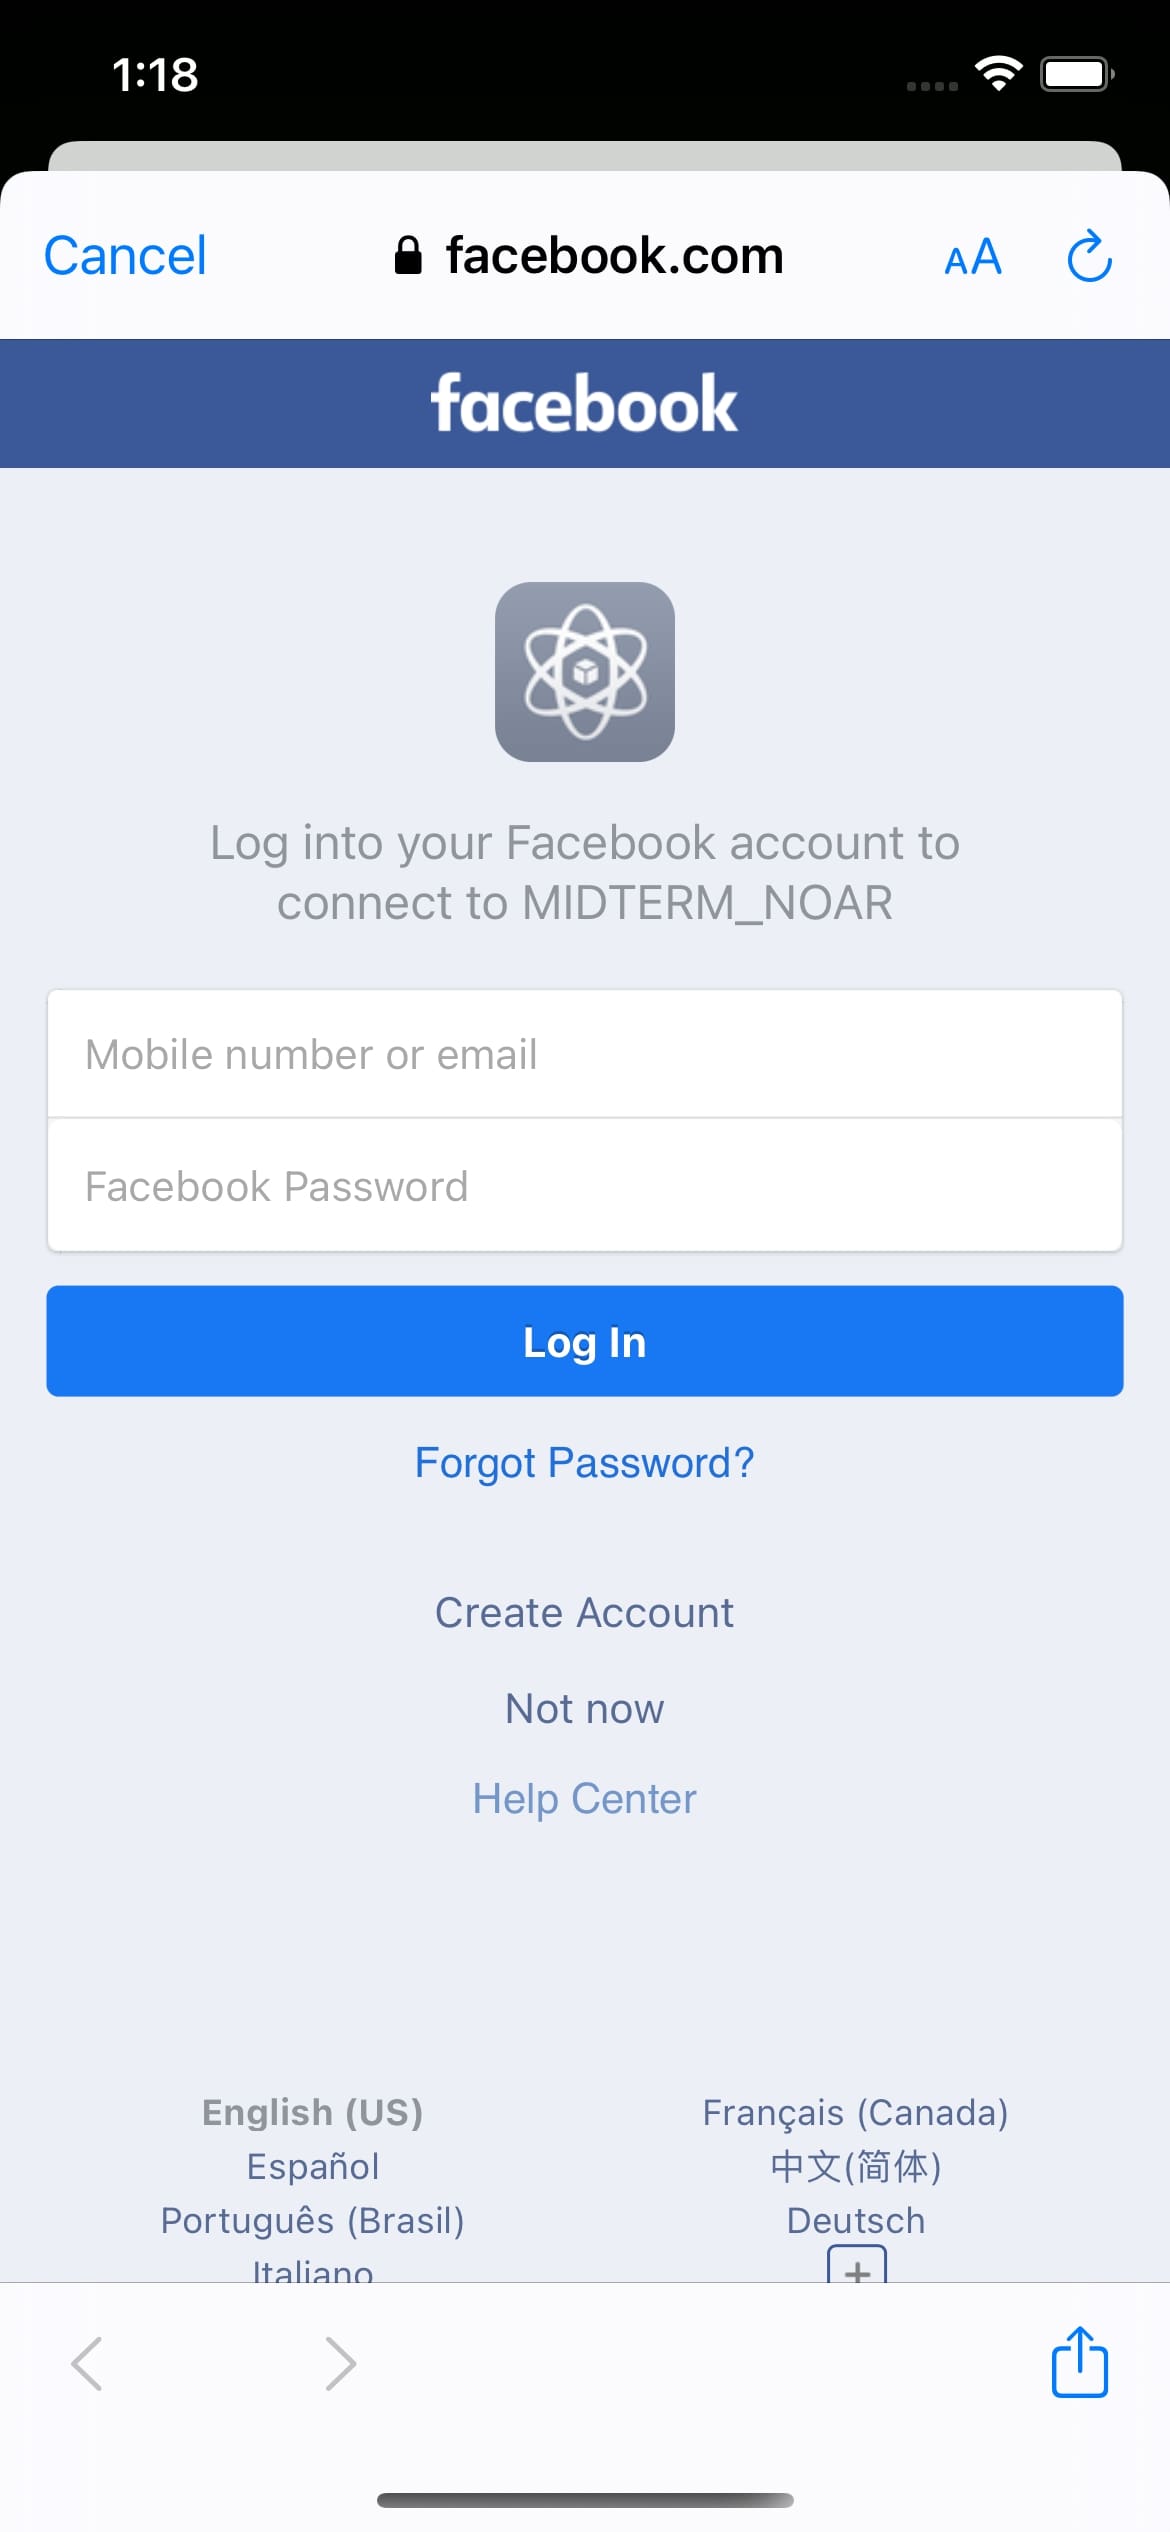 1:18
Cancel
facebook.com
AA
facebook
Log into your Facebook account to
connect to MIDTERM_NOAR
Mobile number or email
Facebook Password
Log In
Forgot Password?
Create Account
Not now
Help Center
English (US)
Français (Canada)
Español
中文(简体)
Português (Brasil)
Deutsch
Italiano
+